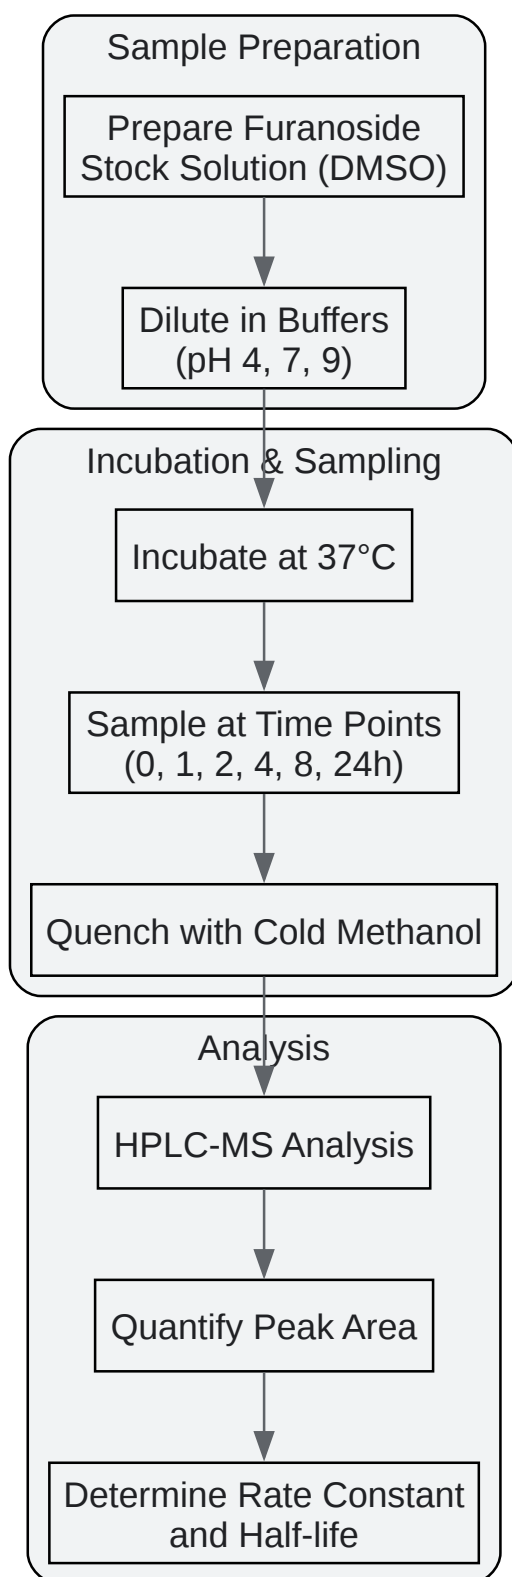 Sample Preparation
Prepare Furanoside
Stock Solution (DMSO)
Dilute in Buffers
(pH 4, 7, 9)
Incubation & Sampling
Incubate at 37°C
Sample at Time Points
(0, 1, 2, 4, 8, 24h)
Quench with Cold Methanol
Analysis
HPLC-MS Analysis
Quantify Peak Area
Determine Rate Constant
and Half-life